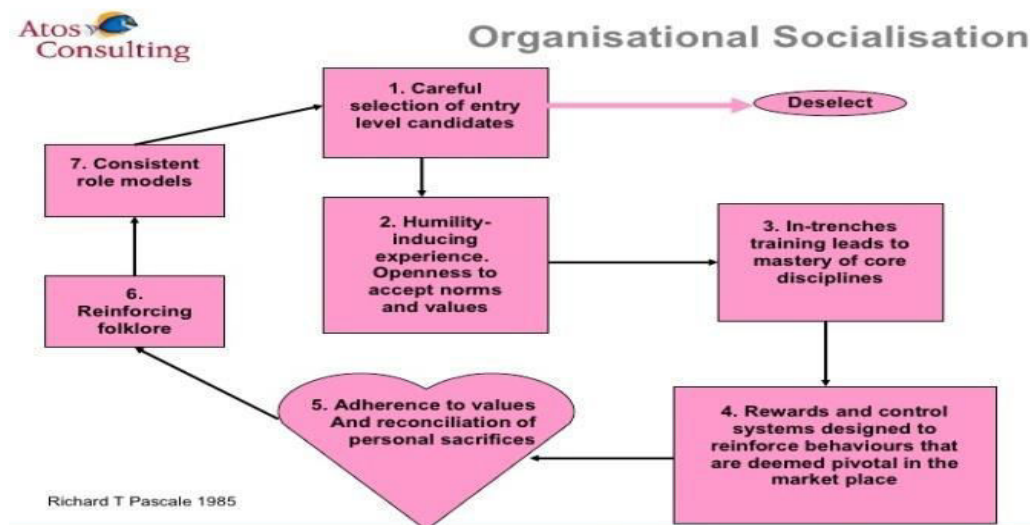 Atos
Consulting
Organisational Socialisation
1. Careful
selection of entry
level candidates
Deselect
7. Consistent
role models
2. Humility-
inducing
experience.
Openness to
accept norms
and values
3. In-trenches
training leads to
mastery of core
disciplines
6.
Reinforcing
folklore
5. Adherence to values
And reconciliation of
personal sacrifices
4. Rewards and control
systems designed to
reinforce behaviours that
are deemed pivotal in the
market place
Richard T Pascale 1985